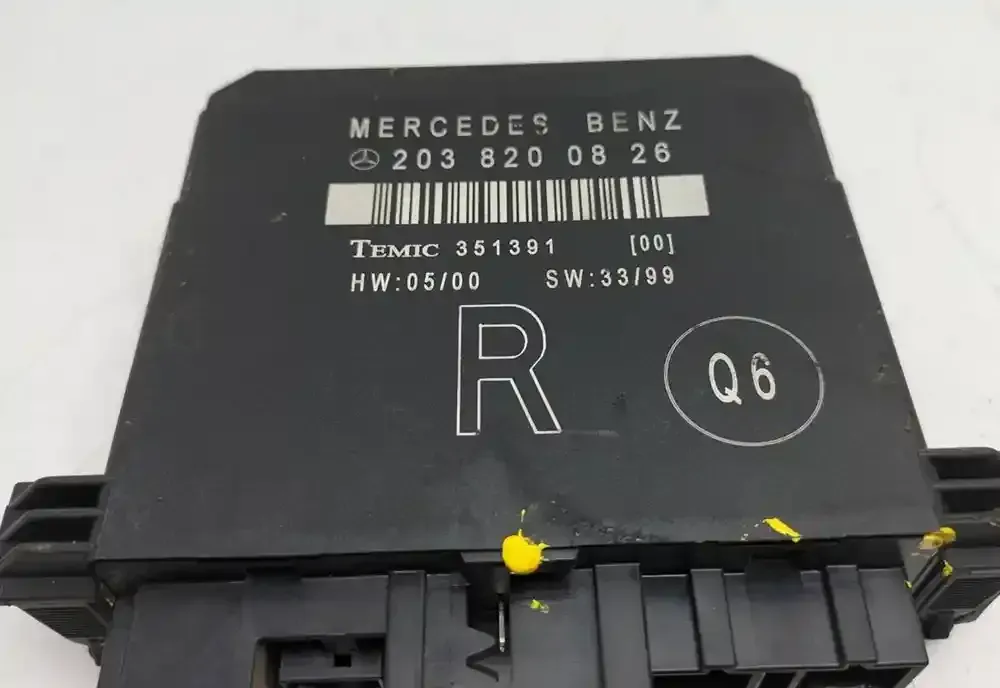 MERCEDES BENZ
203 820 08 26
TEMIC 351391 [00]
HW:05/00 SW:33/99
R
Q6